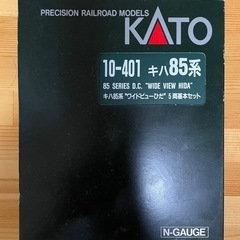 PRECISION RAILROAD MODELS
KATO
10-401 キハ85系
85 SERIES D.C. "WIDE VIEW HIDA"
キハ85系"ワイドビューひだ" 5両基本セット
N-GAUGE